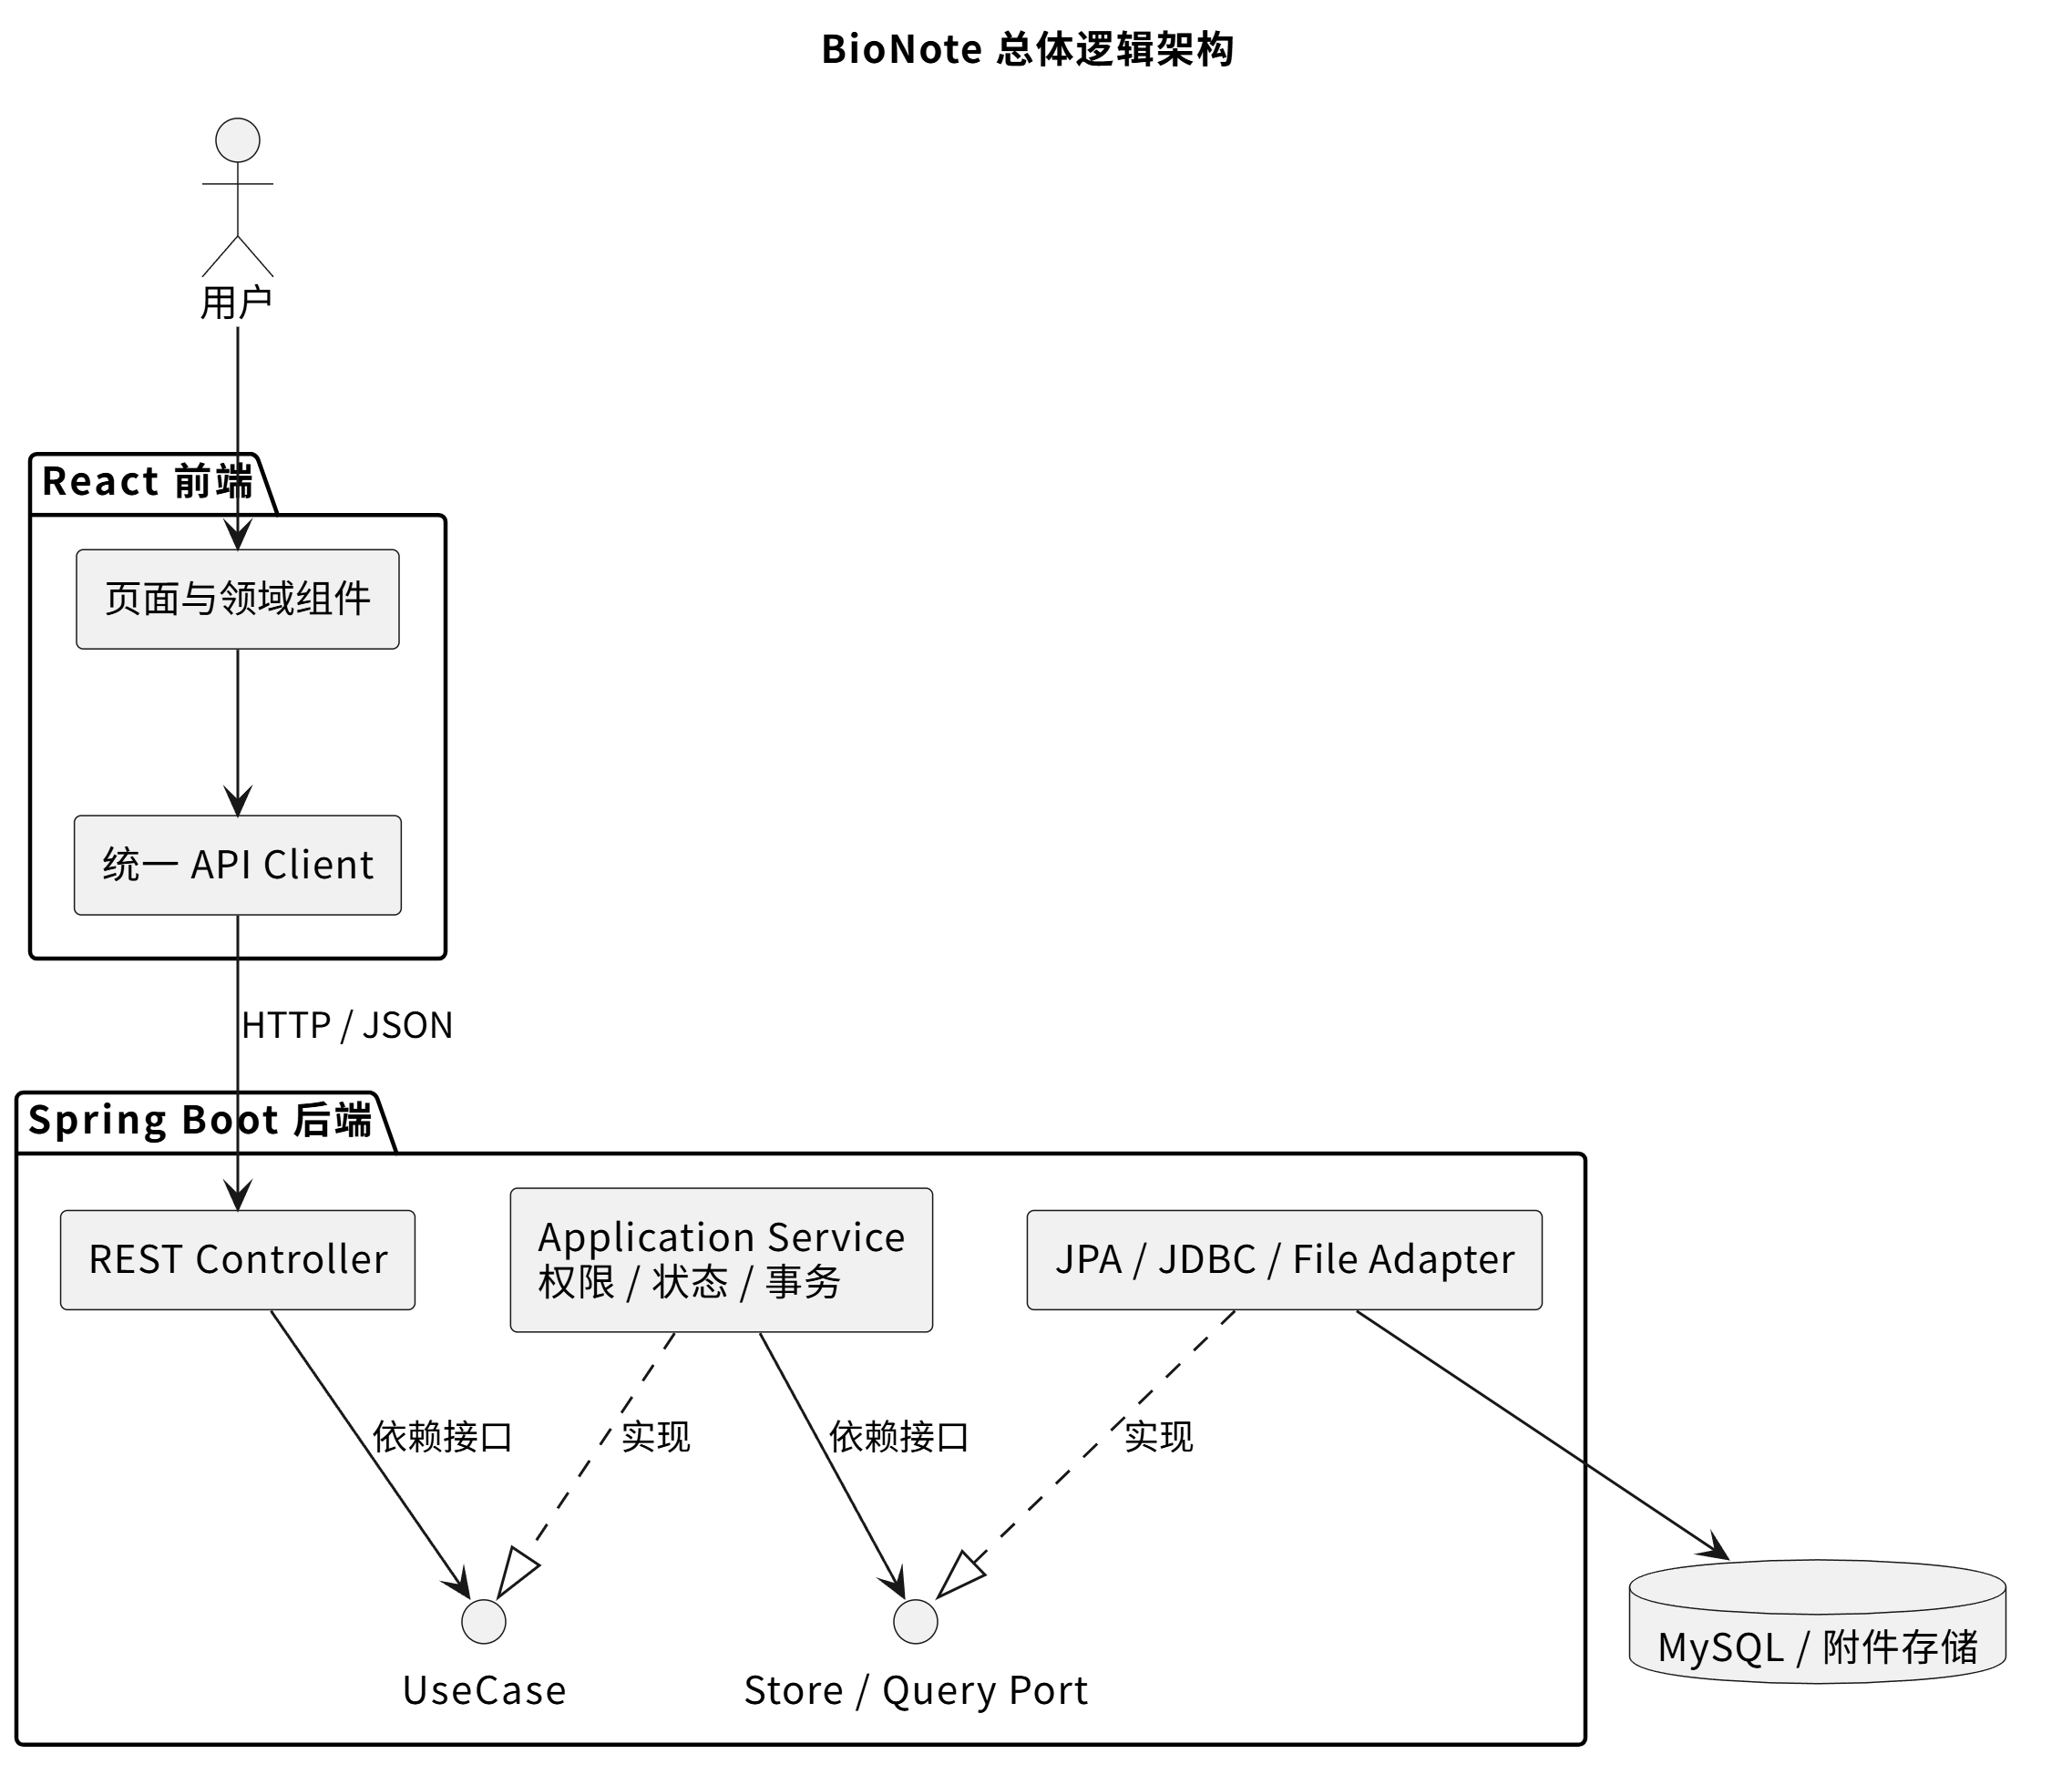 BioNote 总体逻辑架构
用户
React 前端
页面与领域组件
统一 API Client
HTTP / JSON
Spring Boot 后端
REST Controller
Application Service
权限 / 状态 / 事务
JPA / JDBC / File Adapter
依赖接口
实现
依赖接口
实现
UseCase
Store / Query Port
MySQL / 附件存储